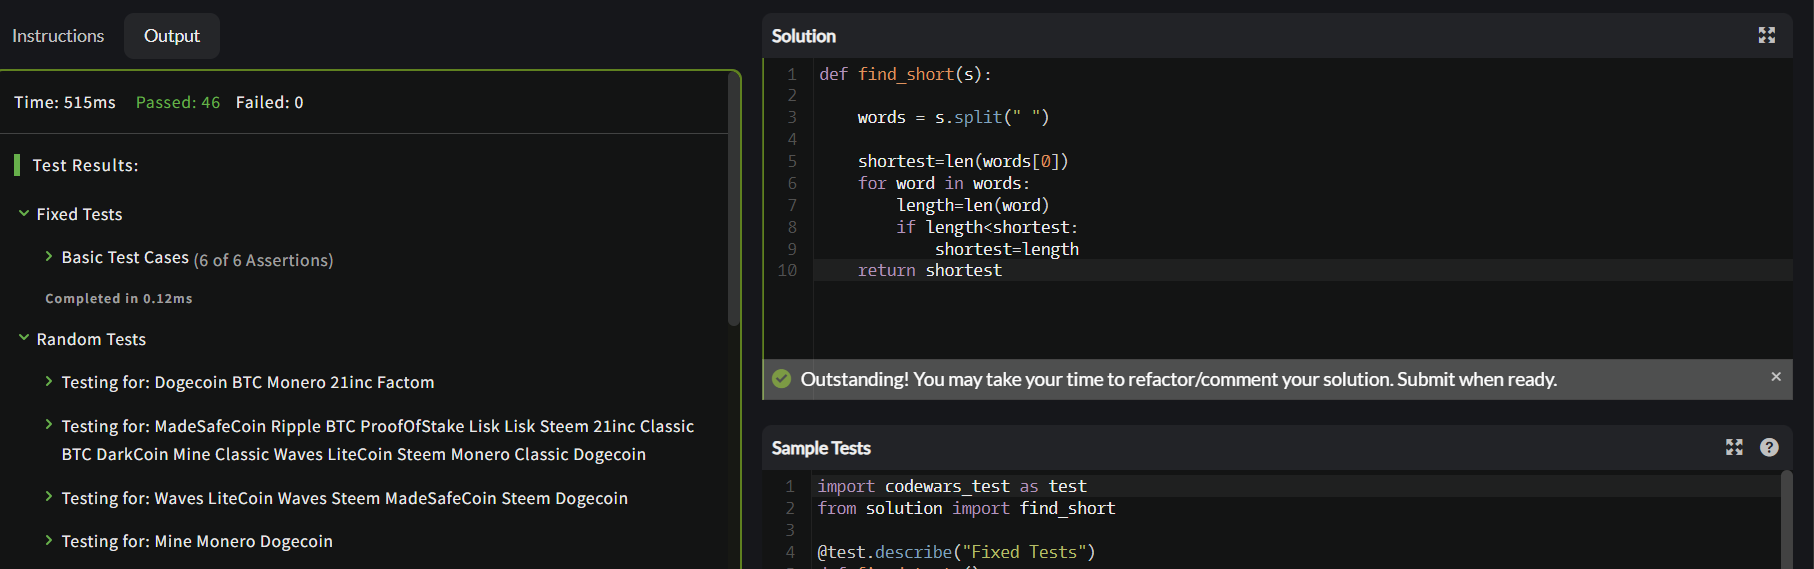 Instructions
Output
Time: 515ms Passed: 46 Failed: 0
Test Results:
Fixed Tests
Basic Test Cases (6 of 6 Assertions)
Completed in 0.12ms
Random Tests
Testing for: Dogecoin BTC Monero 21inc Factom
Testing for: MadeSafeCoin Ripple BTC ProofOfStake Lisk Lisk Steem 21inc Classic
BTC DarkCoin Mine Classic Waves LiteCoin Steem Monero Classic Dogecoin
Testing for: Waves LiteCoin Waves Steem MadeSafeCoin Steem Dogecoin
Testing for: Mine Monero Dogecoin
Solution
1 def find_short(s):
2
3 words = s.split(" ")
4
5 shortest=len(words[0])
6 for word in words:
7 length=len(word)
8 if length<shortest:
9 shortest=length
10 return shortest
Outstanding! You may take your time to refactor/comment your solution. Submit when ready.
Sample Tests
1 import codewars_test as test
2 from solution import find_short
3
4 @test.describe("Fixed Tests")